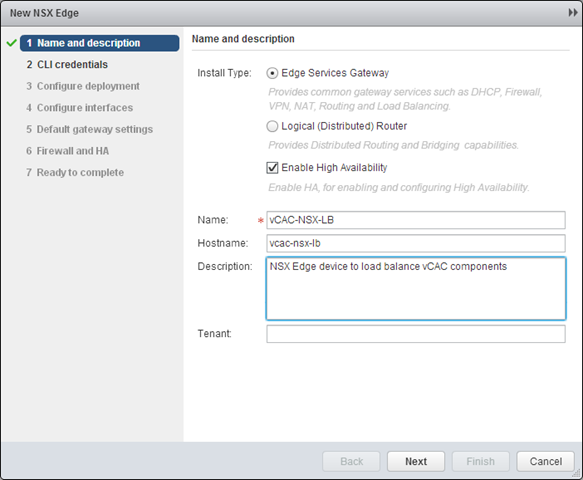 New NSX Edge
1 Name and description
2 CLI credentials
3 Configure deployment
4 Configure interfaces
5 Default gateway settings
6 Firewall and HA
7 Ready to complete
Name and description
Install Type: Edge Services Gateway
Provides common gateway services such as DHCP, Firewall,
VPN, NAT, Routing and Load Balancing.
Logical (Distributed) Router
Provides Distributed Routing and Bridging capabilities.
Enable High Availability
Enable HA, for enabling and configuring High Availability.
Name: * vCAC-NSX-LB
Hostname: vcac-nsx-lb
Description: NSX Edge device to load balance vCAC components
Tenant:
Back Next Finish Cancel